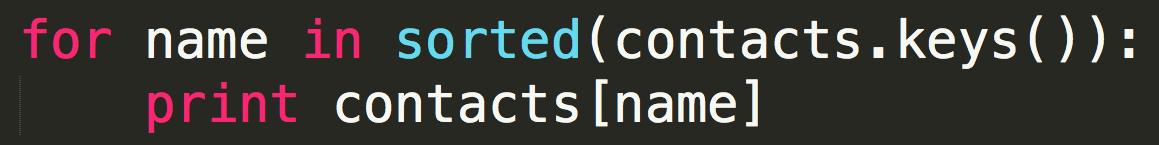 for name in sorted(contacts.keys()):
    print contacts[name]